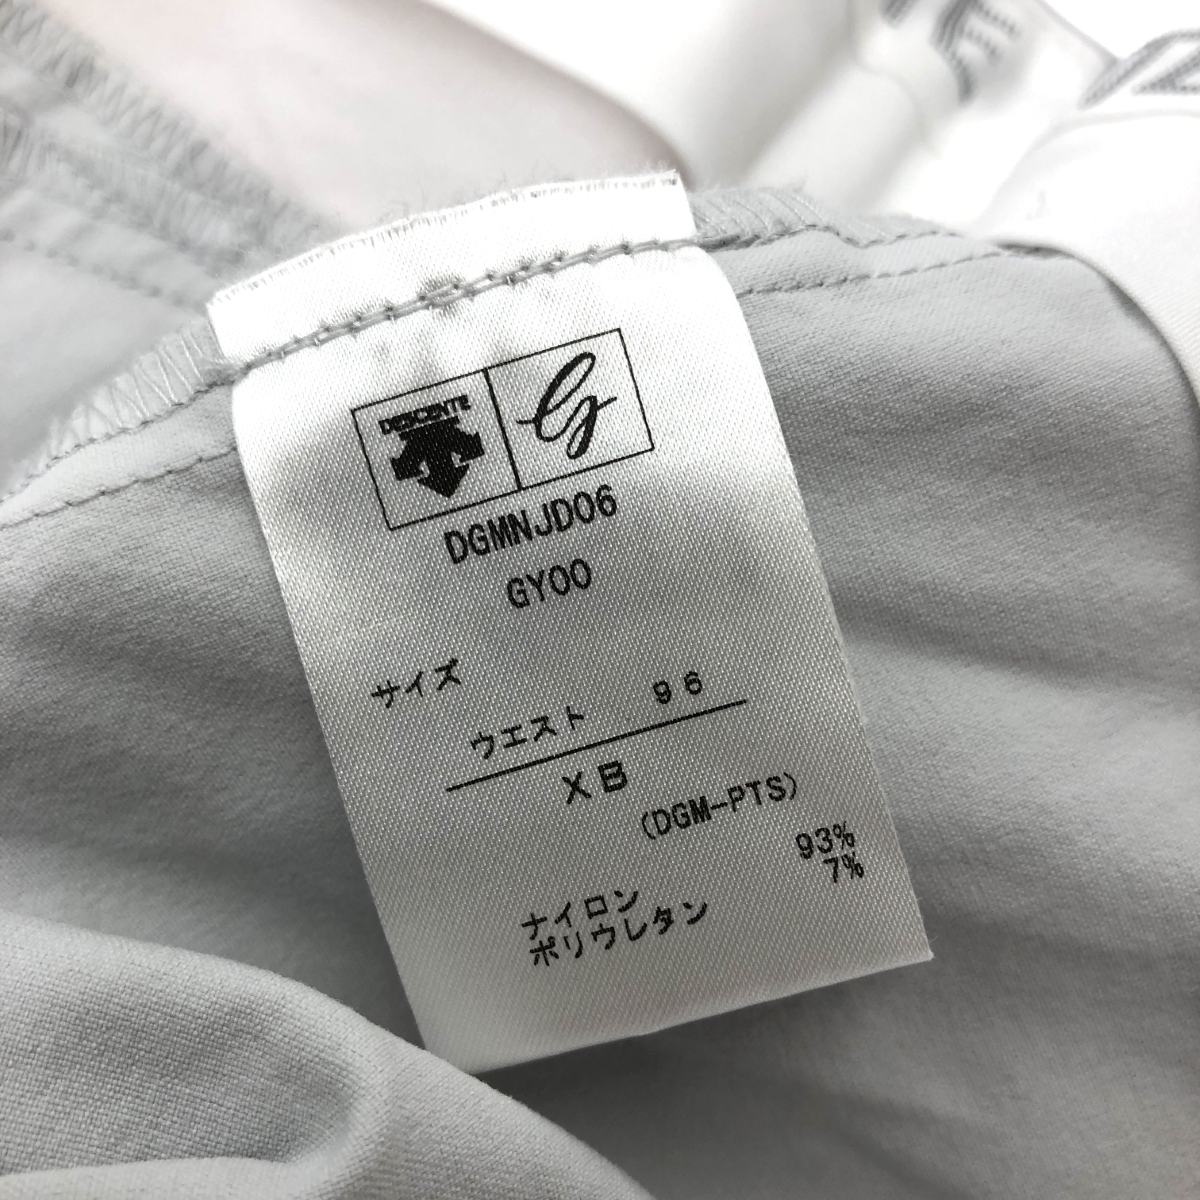 DESCENTE
DGMNJD06
GY00
サイズ
ウエスト 96
XB
(DGM-PTS)
93%
7%
ナイロン
ポリウレタン